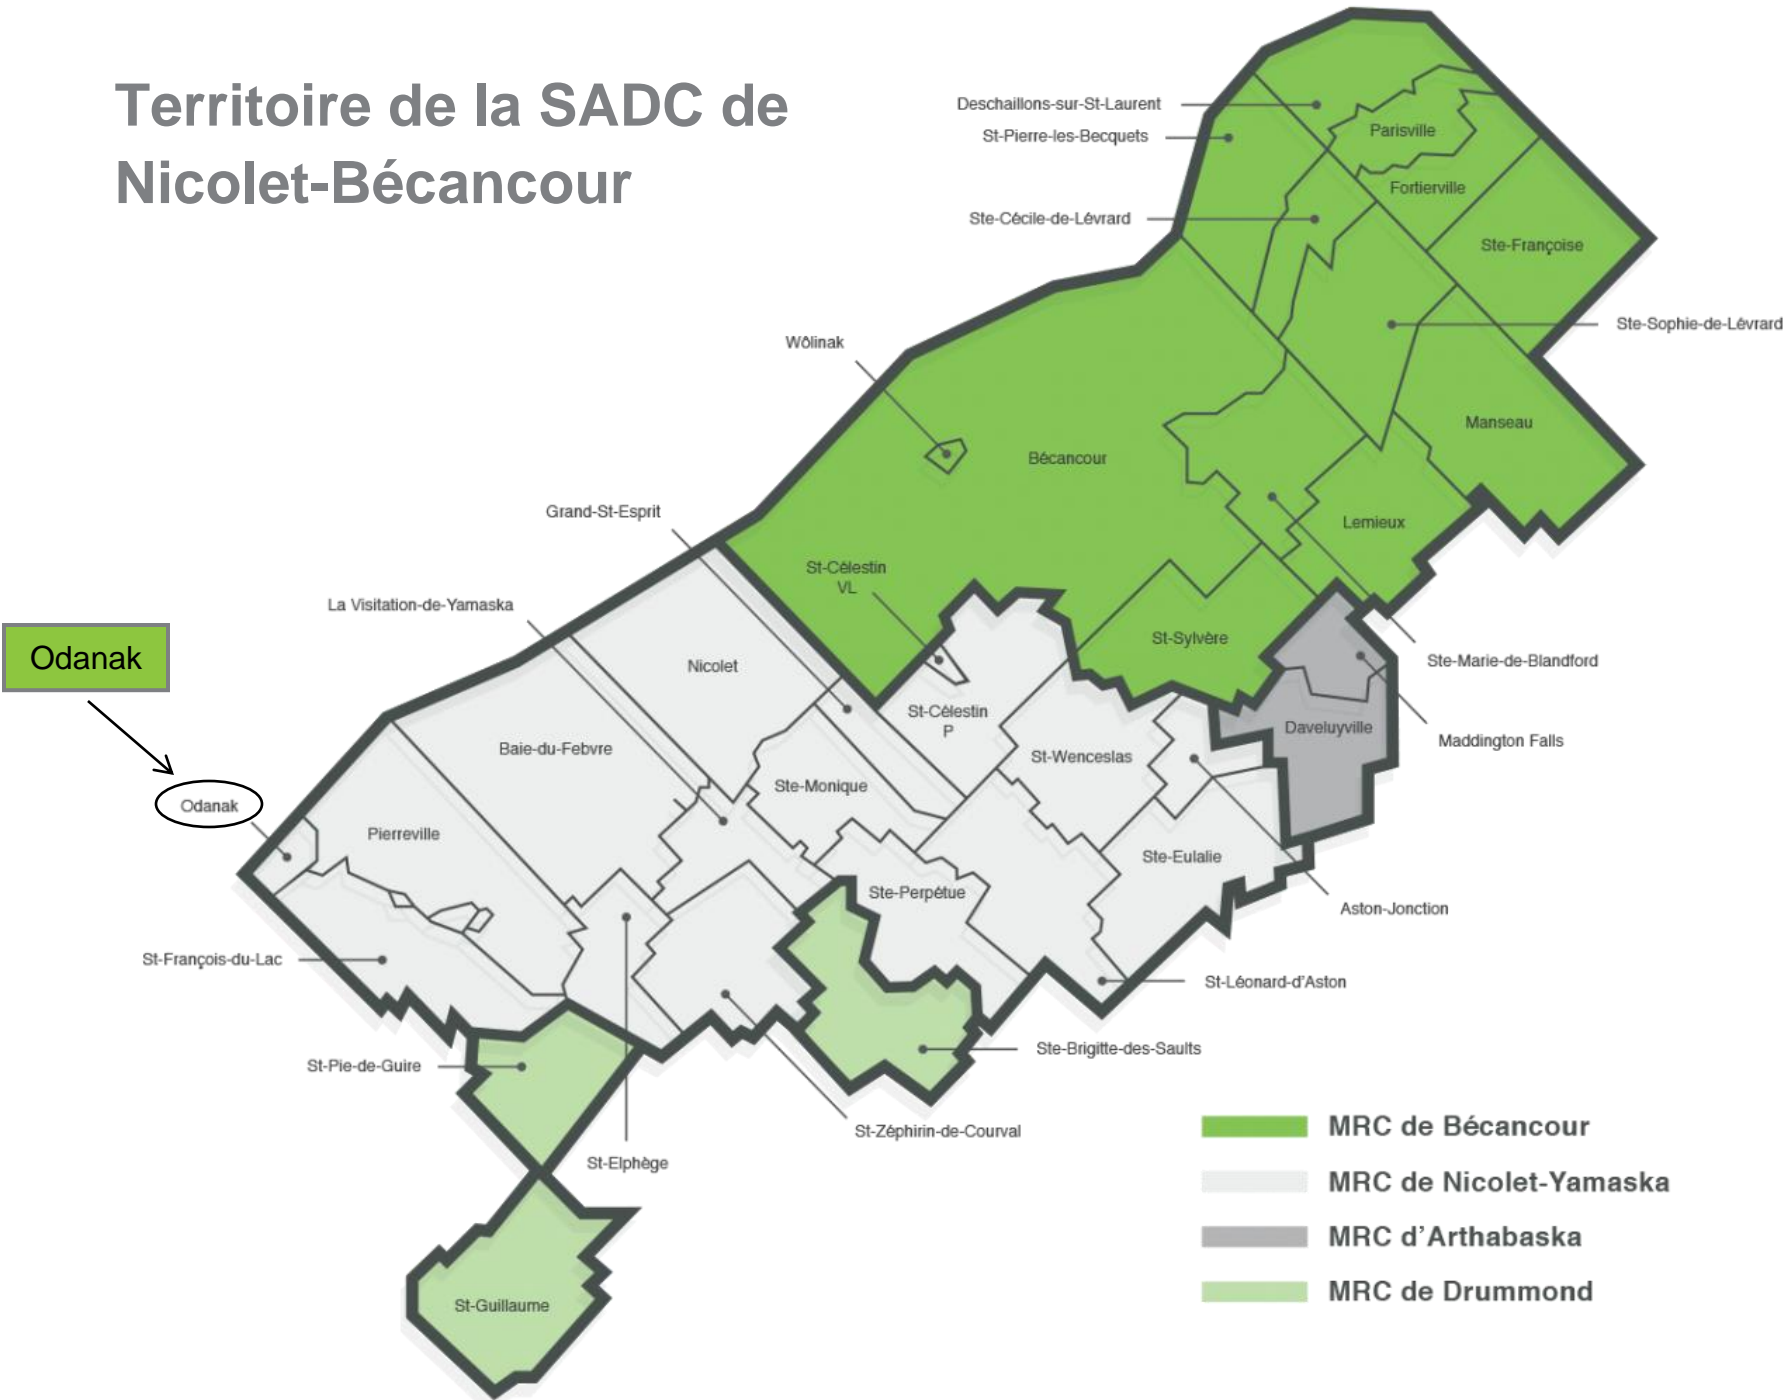 Territoire de la SADC de
Nicolet-Bécancour
Deschaillons-sur-St-Laurent
St-Pierre-les-Becquets
Parisville
Fortierville
Ste-Cécile-de-Lévrard
Ste-Françoise
Ste-Sophie-de-Lévrard
Wôlinak
Manseau
Bécancour
Grand-St-Esprit
Lemieux
St-Célestin
VL
La Visitation-de-Yamaska
Odanak
Nicolet
St-Sylvère
Ste-Marie-de-Blandford
St-Célestin
P
Daveluyville
Maddington Falls
Baie-du-Febvre
St-Wenceslas
Ste-Monique
Odanak
Pierreville
Ste-Eulalie
Ste-Perpétue
Aston-Jonction
St-François-du-Lac
St-Léonard-d'Aston
Ste-Brigitte-des-Saults
St-Pie-de-Guire
St-Zéphirin-de-Courval
St-Elphège
MRC de Bécancour
MRC de Nicolet-Yamaska
MRC d'Arthabaska
MRC de Drummond
St-Guillaume